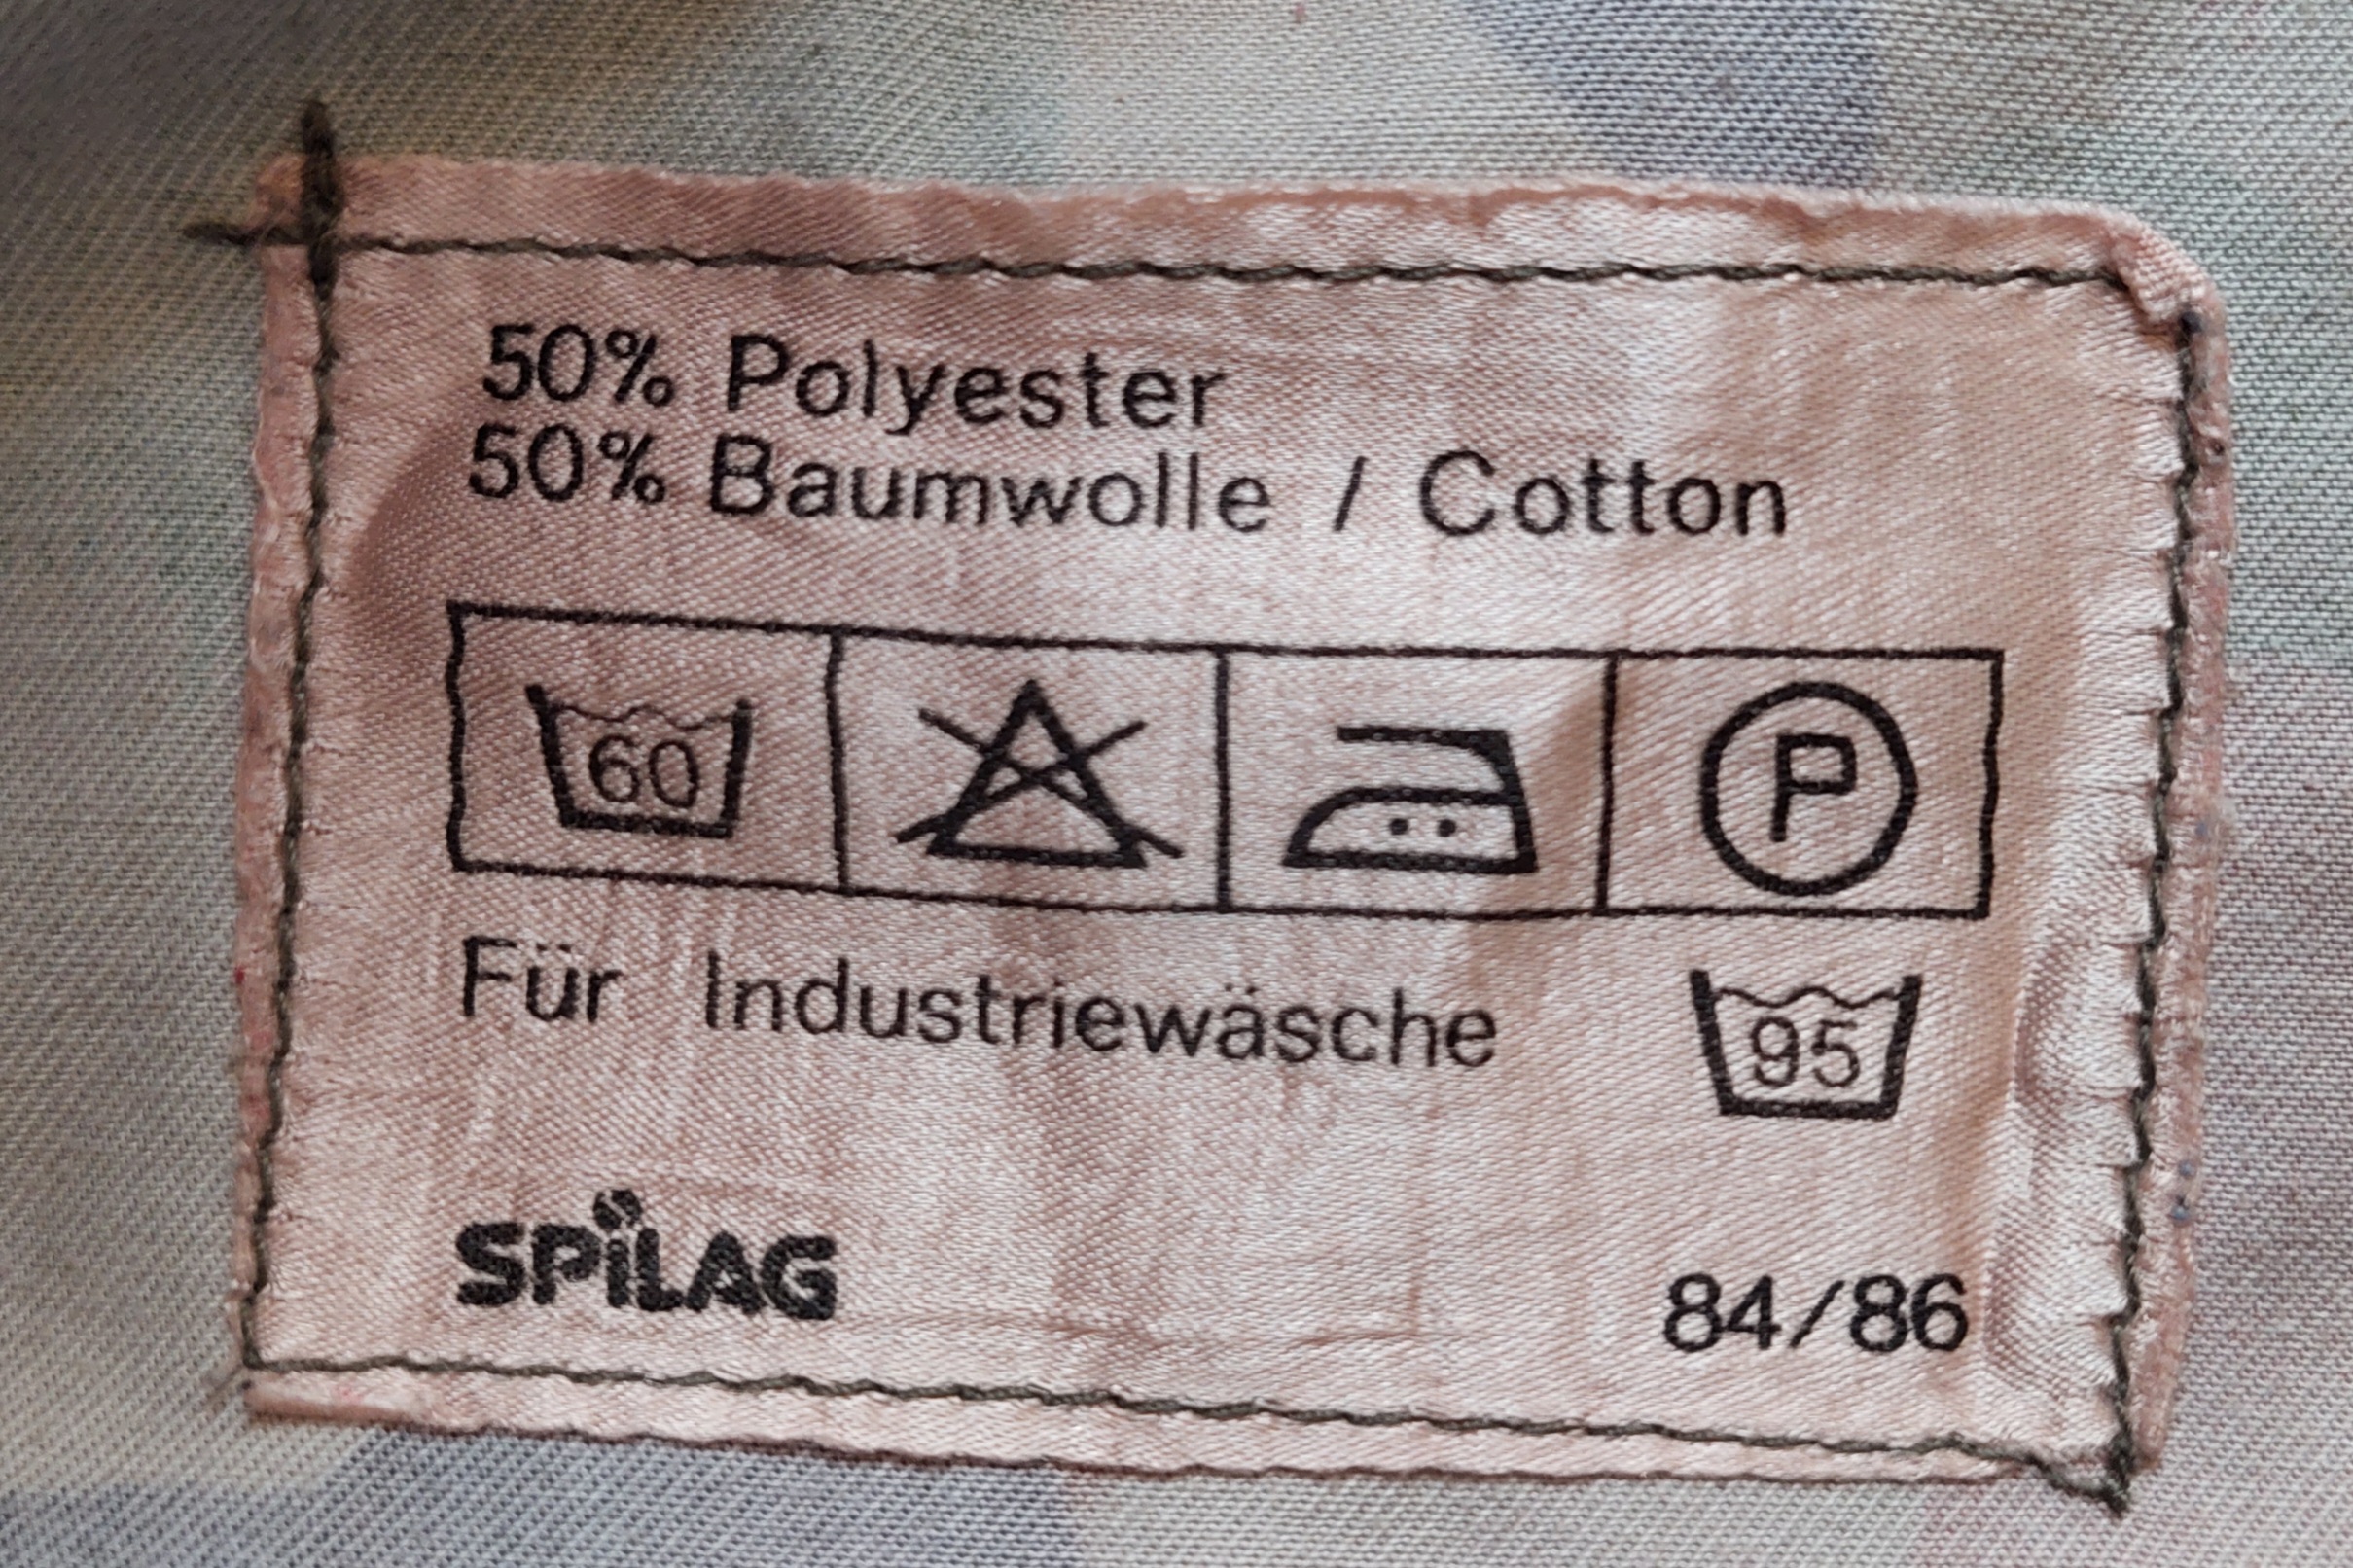 50% Polyester
50% Baumwolle / Cotton
60 P
Für Industriewäsche 95
SPiLAG 84/86